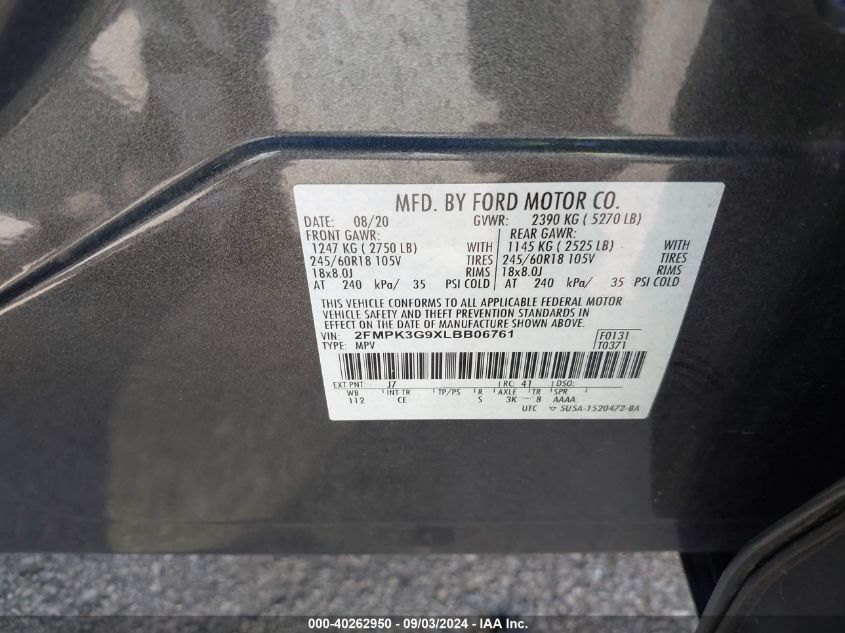 MFD. BY FORD MOTOR CO.
DATE: 08/20 GVWR: 2390 KG ( 5270 LB)
FRONT GAWR: REAR GAWR:
1247 KG ( 2750 LB) WITH 1145 KG ( 2525 LB) WITH
245/60R18 105V TIRES 245/60R18 105V TIRES
18x8.0J RIMS 18x8.0J RIMS
AT 240 kPa/ 35 PSI COLD AT 240 kPa/ 35 PSI COLD
THIS VEHICLE CONFORMS TO ALL APPLICABLE FEDERAL MOTOR
VEHICLE SAFETY AND THEFT PREVENTION STANDARDS IN
EFFECT ON THE DATE OF MANUFACTURE SHOWN ABOVE.
VIN: 2FMPK3G9XLBB06761 F0131
TYPE: MPV T0371
EXT PNT: J7 RC: 41 DSO:
WB INT TR TP/PS R AXLE TR SPR
112 CE S 3K 8 AAAA
UTC ▽ 5U5A-1520472-BA
000-40262950 - 09/03/2024 - IAA Inc.